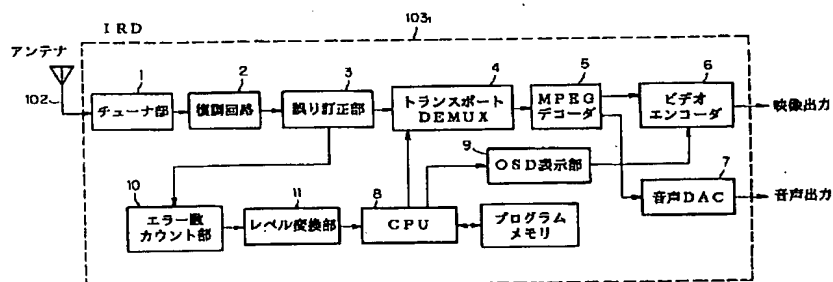 103₁
IRD
アンテナ
102
1
チューナ部
2
復調回路
3
誤り訂正部
4
トランスポート
DEMUX
5
MPEG
デコーダ
6
ビデオ
エンコーダ
映像出力
9
OSD表示部
7
音声DAC
音声出力
10
エラー数
カウント部
11
レベル変換部
8
CPU
プログラム
メモリ